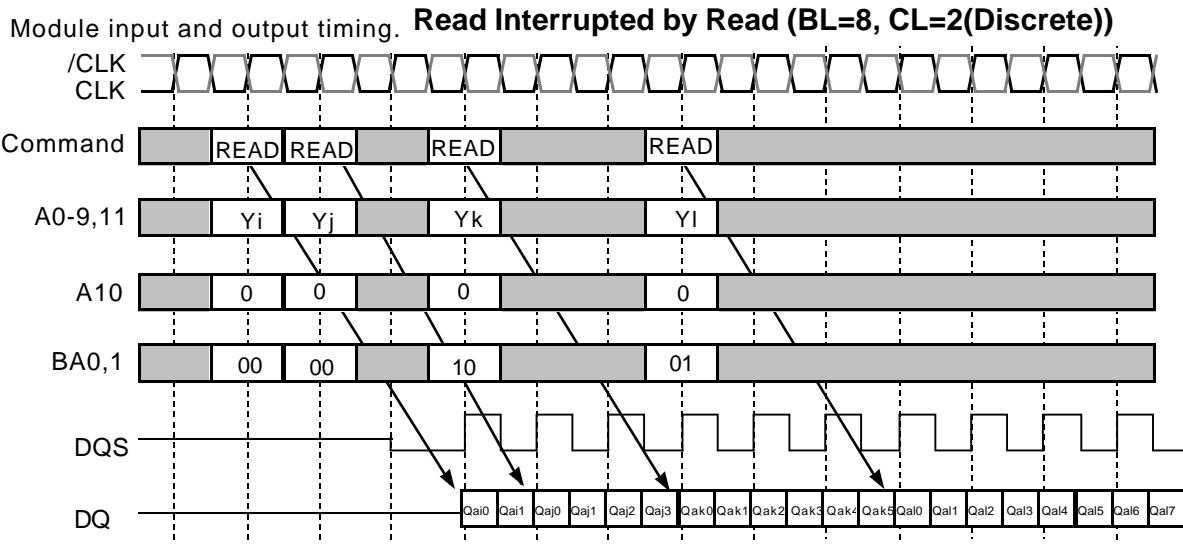 Module input and output timing. Read Interrupted by Read (BL=8, CL=2(Discrete))
/CLK
CLK
Command READ READ READ READ
A0-9,11 Yi Yj Yk Yl
A10 0 0 0 0
BA0,1 00 00 10 01
DQS
DQ Qai0 Qai1 Qaj0 Qaj1 Qaj2 Qaj3 Qak0 Qak1 Qak2 Qak3 Qak4 Qak5 Qal0 Qal1 Qal2 Qal3 Qal4 Qal5 Qal6 Qal7